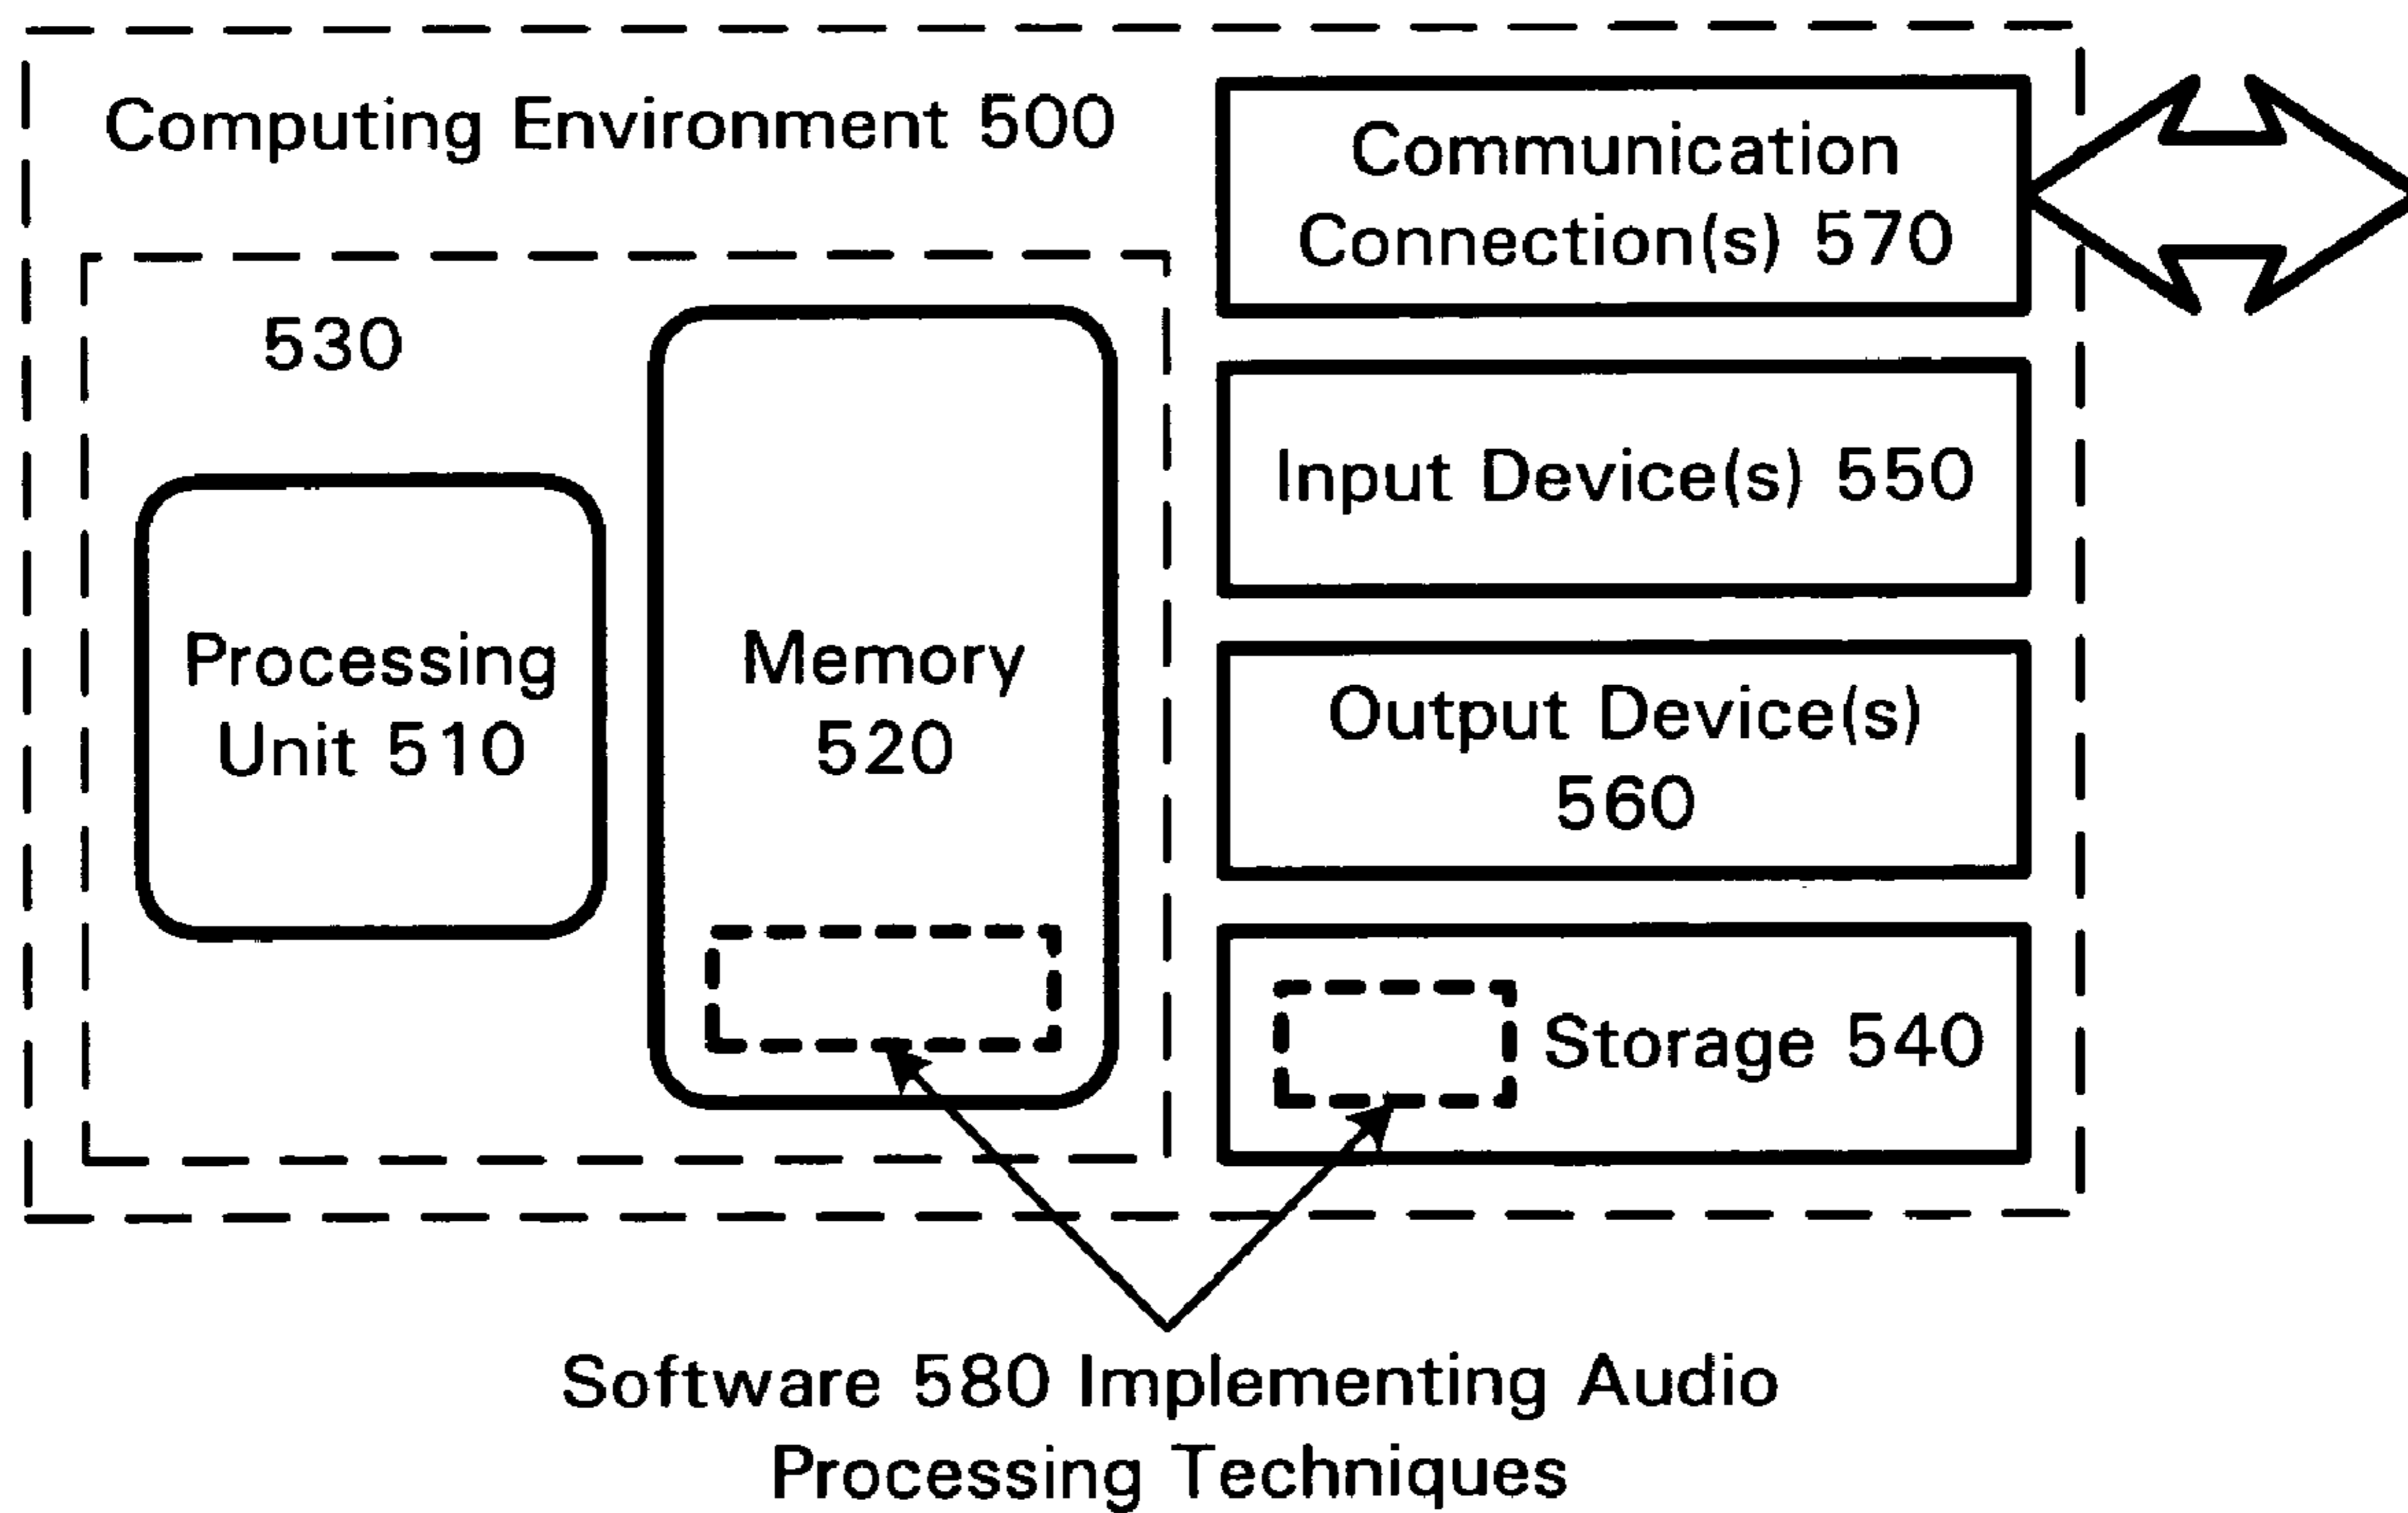 Computing Environment 500
530
Processing
Unit 510
Memory
520
Communication
Connection(s) 570
Input Device(s) 550
Output Device(s)
560
Storage 540
Software 580 Implementing Audio
Processing Techniques